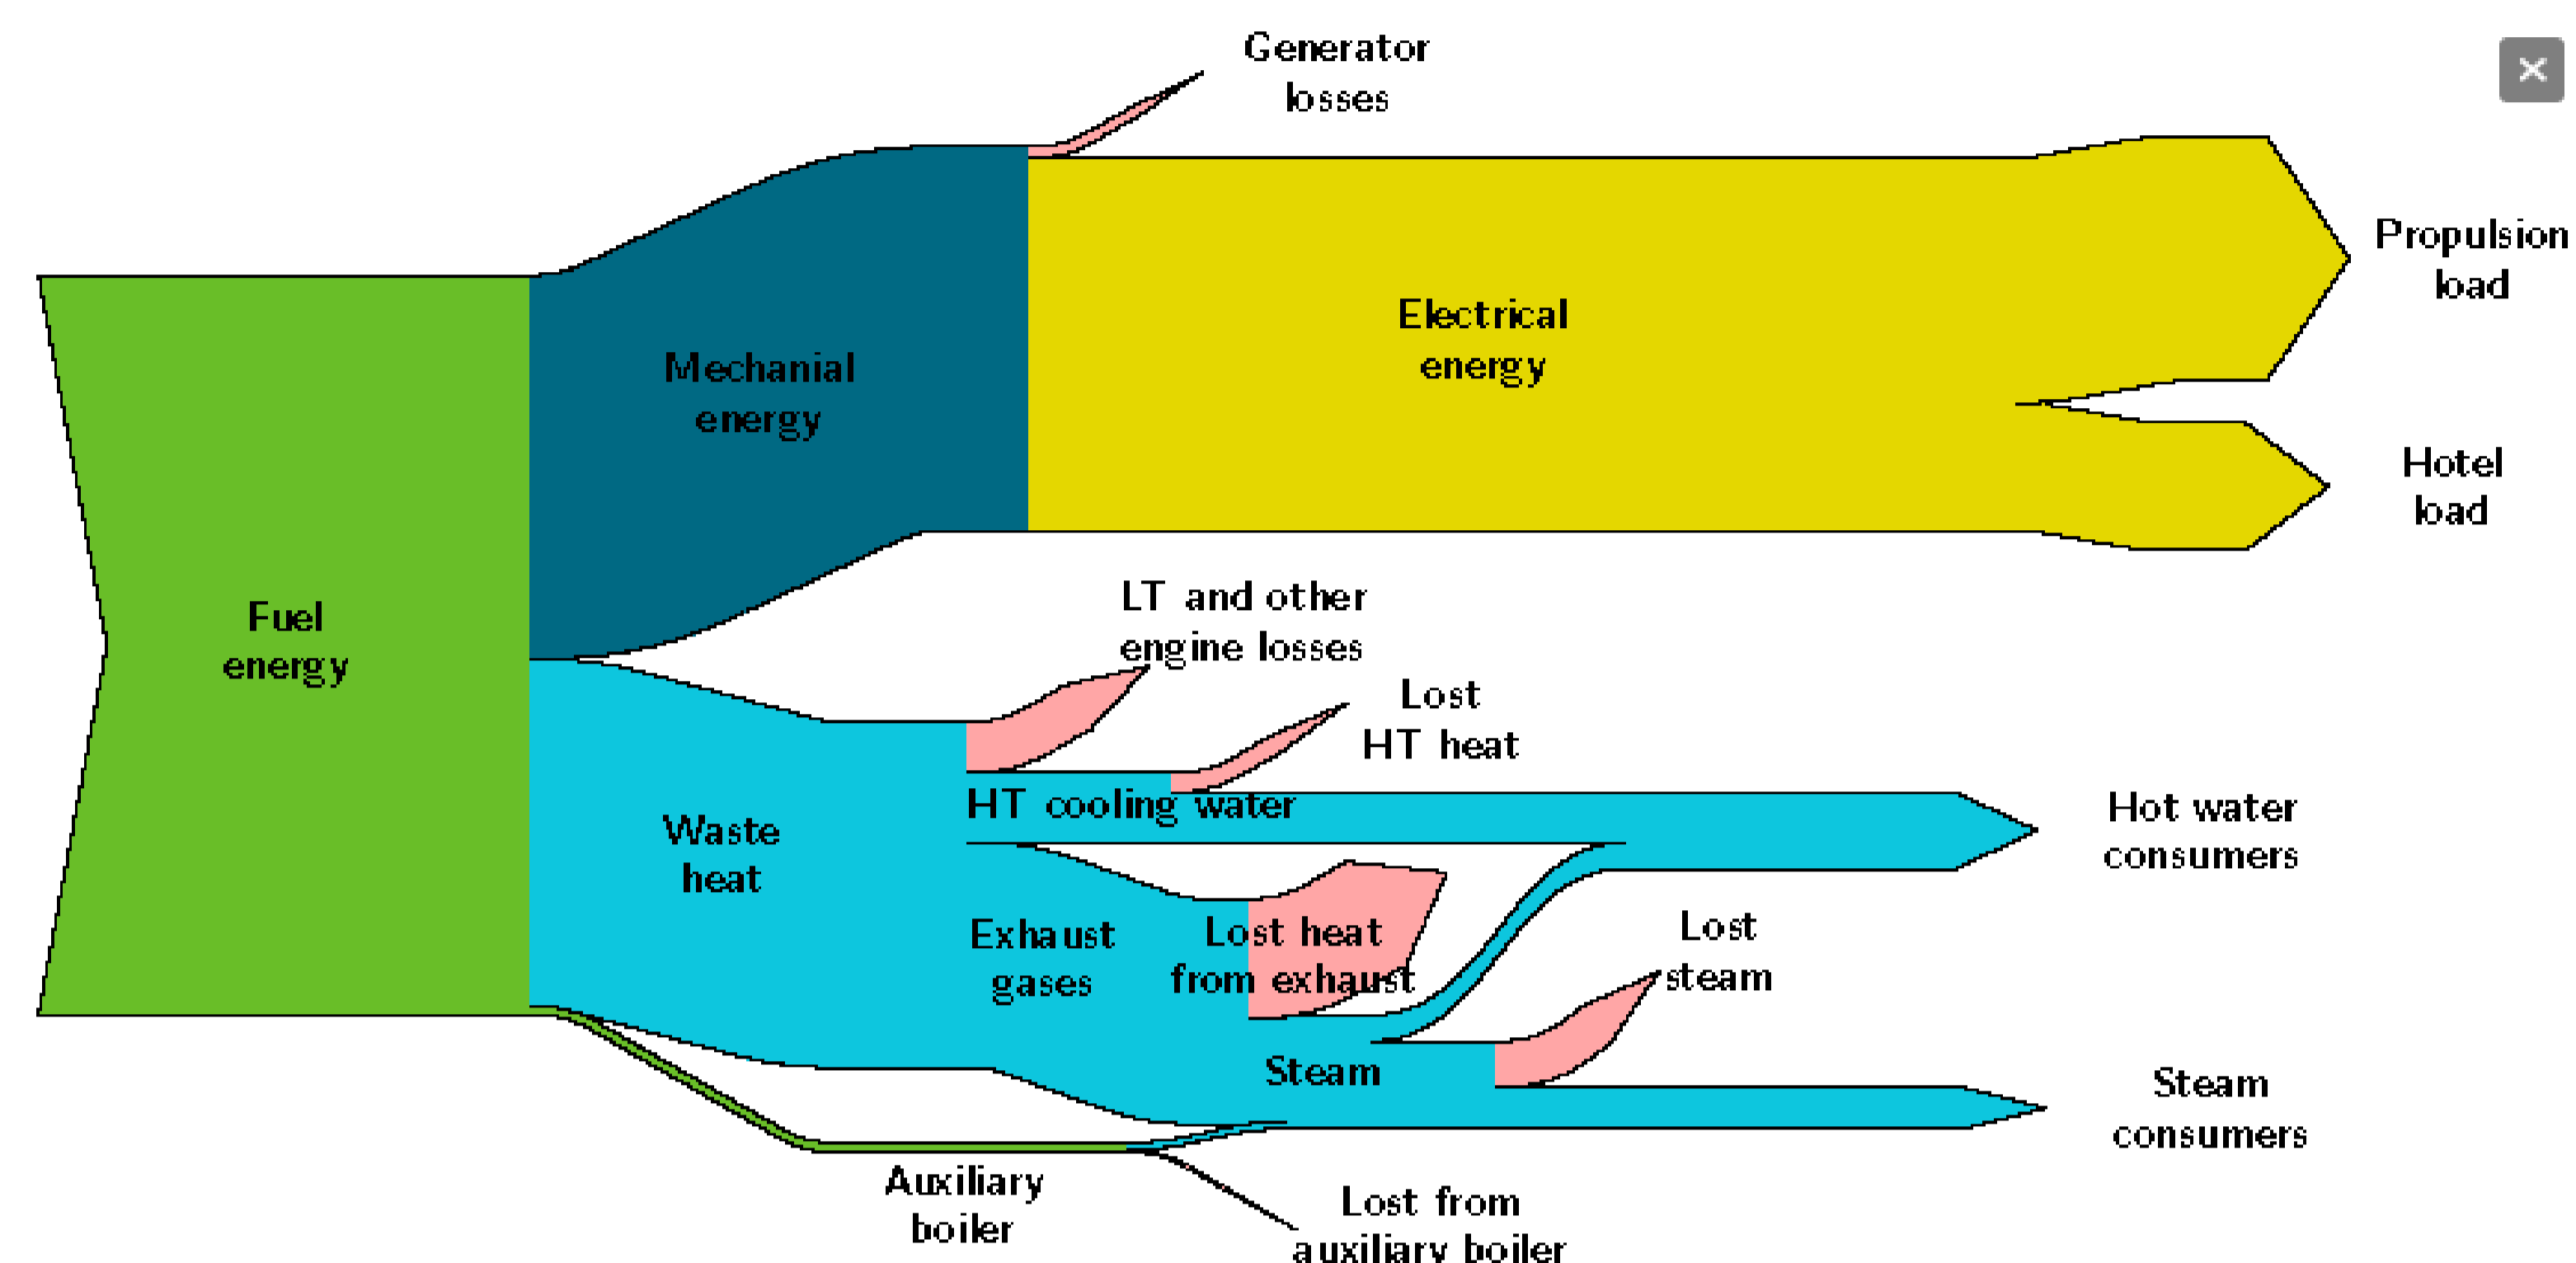 Generator
losses
Propulsion
load
Electrical
energy
Mechanial
energy
Hotel
load
Fuel
energy
LT and other
engine losses
Lost
HT heat
HT cooling water
Hot water
consumers
Waste
heat
Exhaust
gases
Lost heat
from exhaust
Lost
steam
Steam
Steam
consumers
Auxiliary
boiler
Lost from
auxiliary boiler